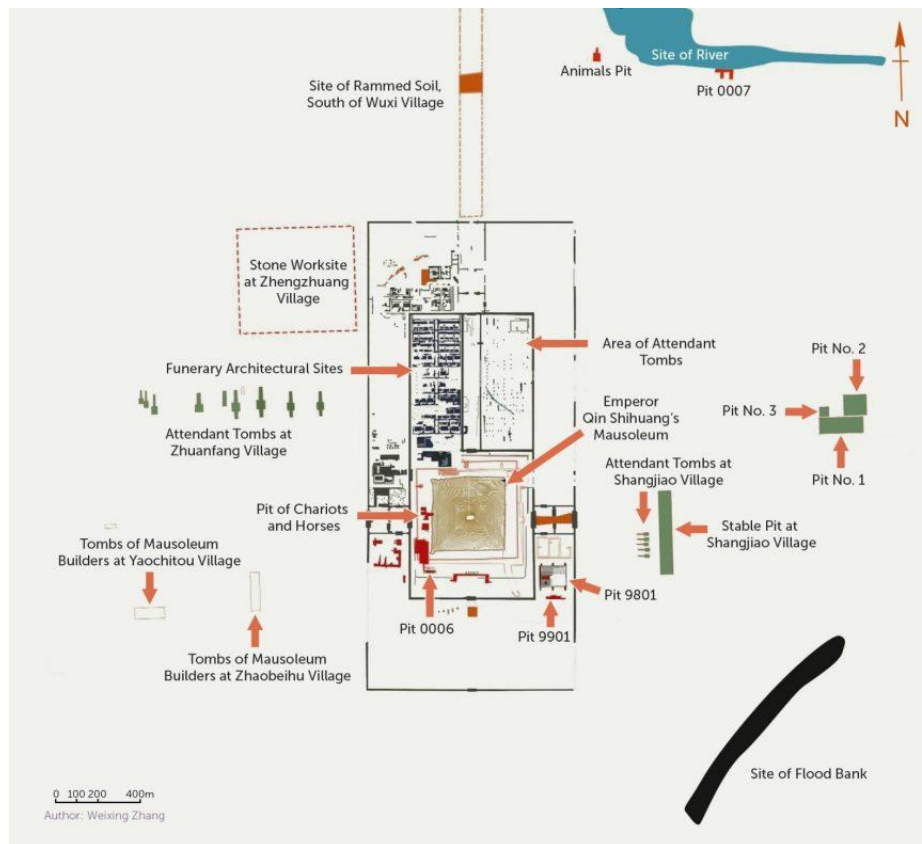 Site of River
Animals Pit
Pit 0007
N
Site of Rammed Soil,
South of Wuxi Village
Stone Worksite
at Zhengzhuang
Village
Funerary Architectural Sites
Area of Attendant
Tombs
Pit No. 2
Pit No. 3
Pit No. 1
Attendant Tombs at
Zhuanfang Village
Emperor
Qin Shihuang's
Mausoleum
Attendant Tombs at
Shangjiao Village
Pit of Chariots
and Horses
Stable Pit at
Shangjiao Village
Tombs of Mausoleum
Builders at Yaochitou Village
Pit 9801
Pit 0006
Pit 9901
Tombs of Mausoleum
Builders at Zhaobeihu Village
Site of Flood Bank
0 100 200 400m
Author: Weixing Zhang